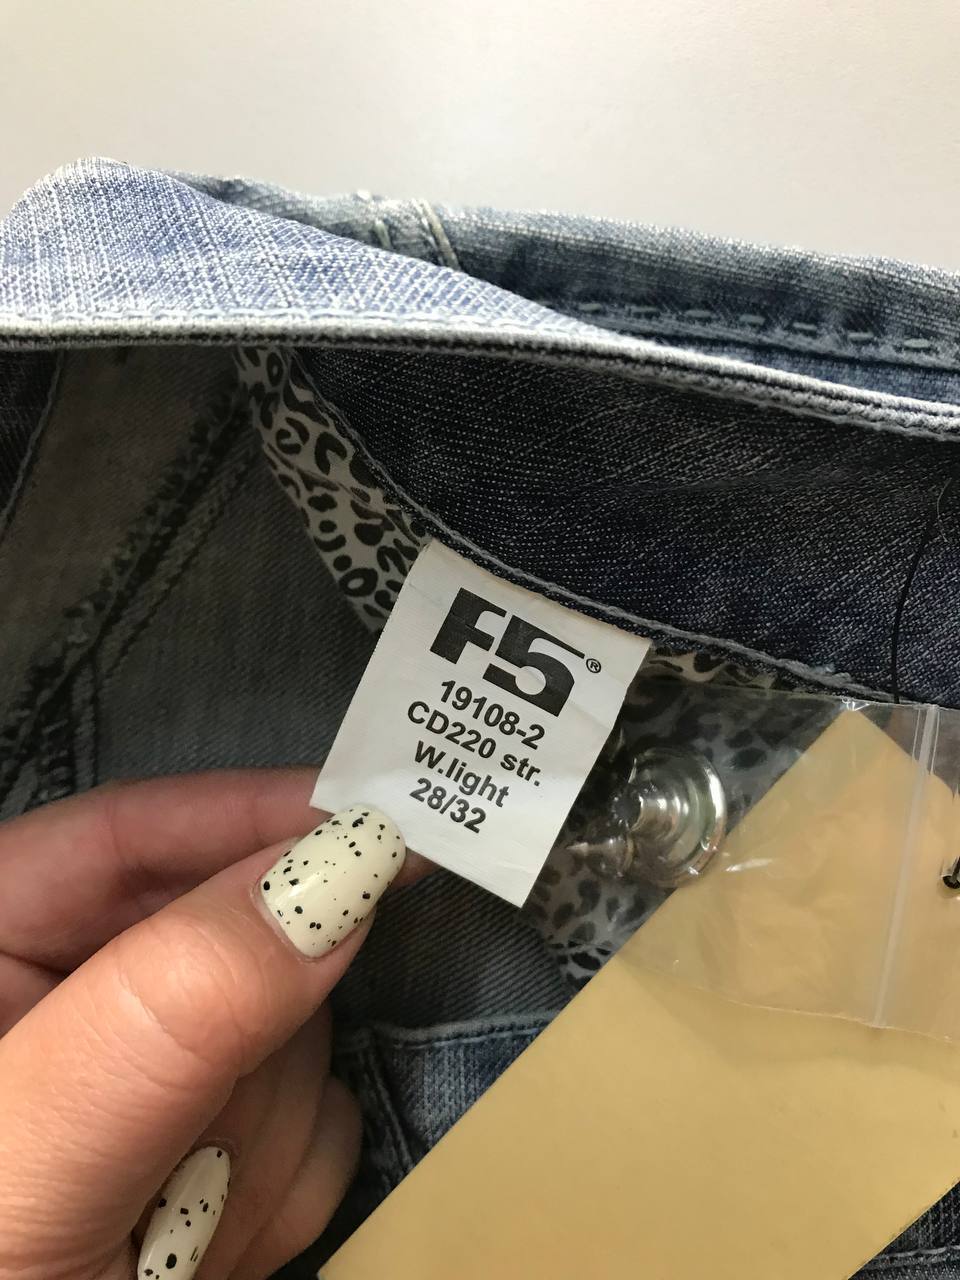 F5®
19108-2
CD220 str.
W.light
28/32